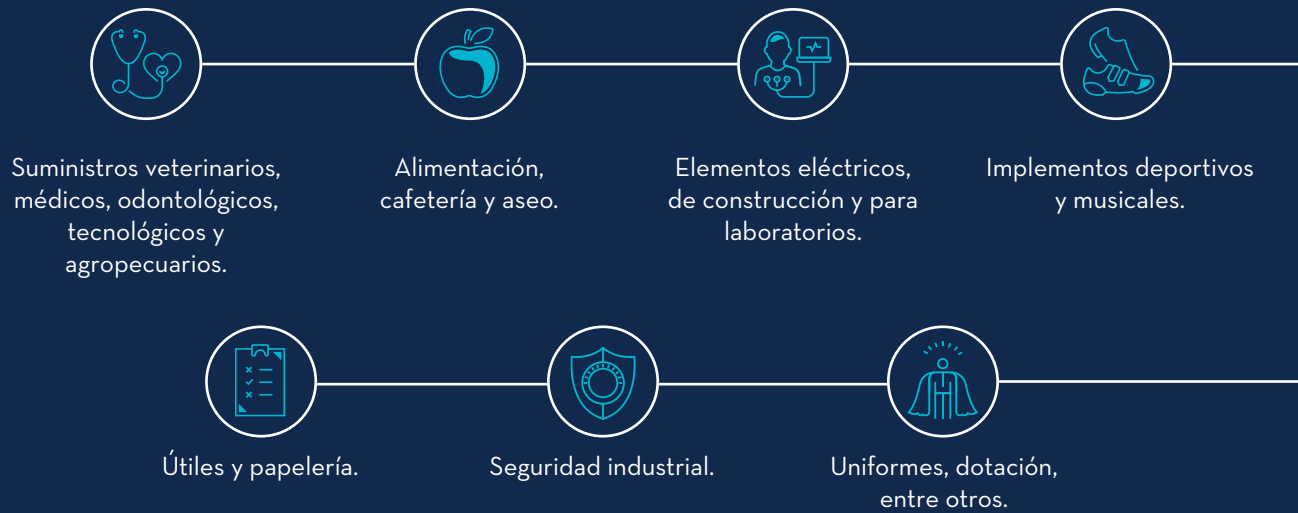 Suministros veterinarios,
médicos, odontológicos,
tecnológicos y
agropecuarios.
Alimentación,
cafetería y aseo.
Elementos eléctricos,
de construcción y para
laboratorios.
Implementos deportivos
y musicales.
Útiles y papelería.
Seguridad industrial.
Uniformes, dotación,
entre otros.